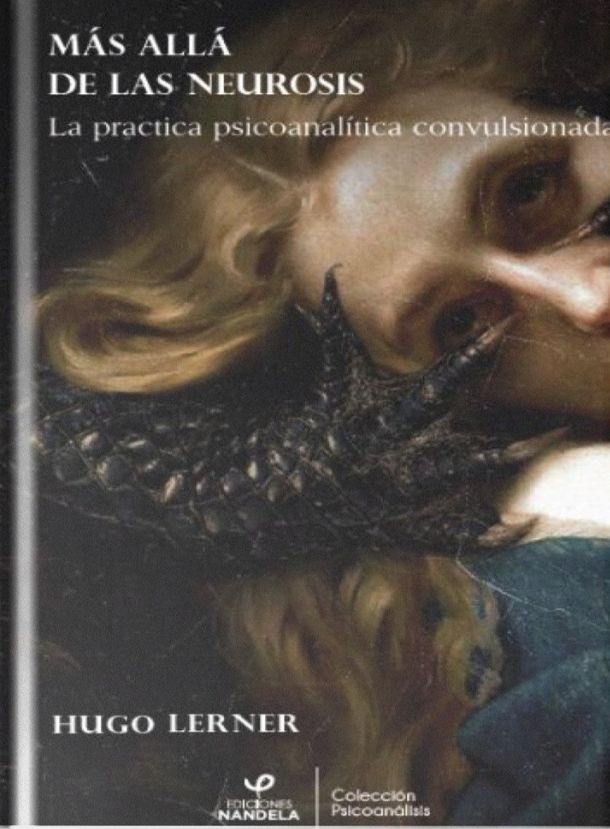 MÁS ALLÁ
DE LAS NEUROSIS
La practica psicoanalítica convulsionada
HUGO LERNER
EDICIONES
NANDELA
Colección
Psicoanálisis